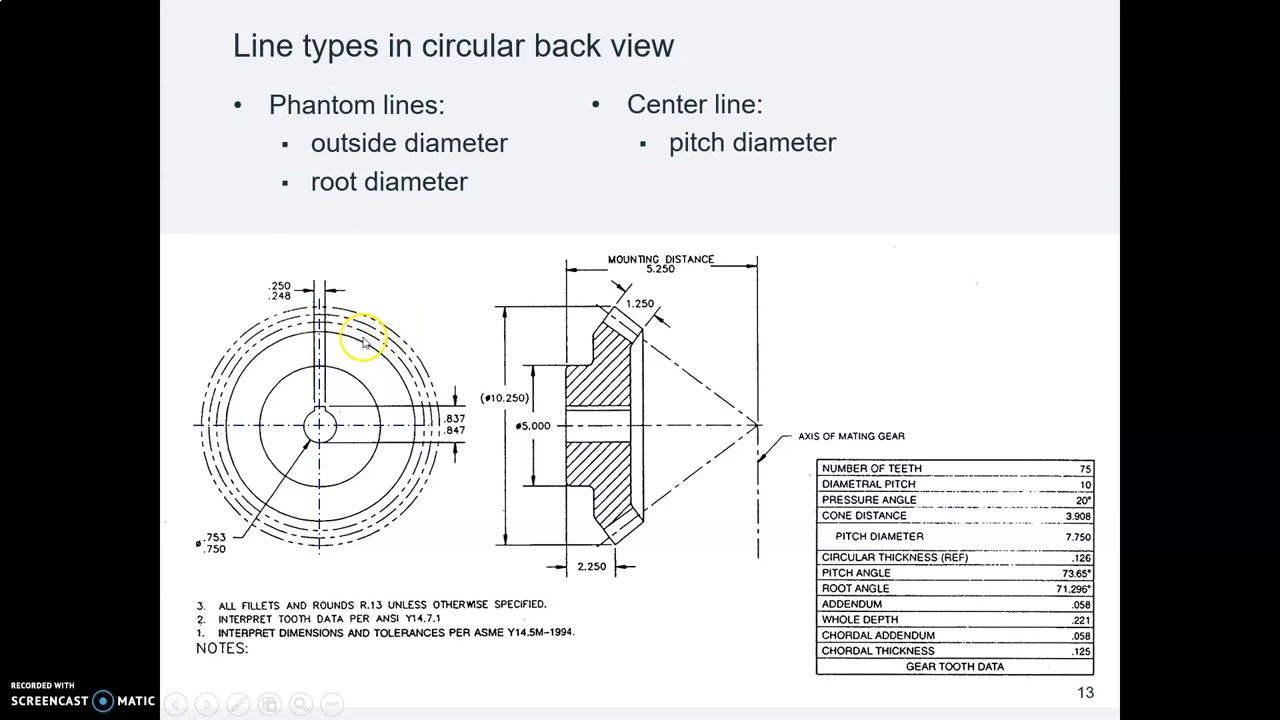 Line types in circular back view
• Phantom lines:
▪ outside diameter
▪ root diameter
• Center line:
▪ pitch diameter
MOUNTING DISTANCE
5.250
.250
.248
1.250
(⌀10.250)
⌀5.000
.837
.847
AXIS OF MATING GEAR
⌀.753
.750
2.250
NUMBER OF TEETH 75
DIAMETRAL PITCH 10
PRESSURE ANGLE 20°
CONE DISTANCE 3.908
PITCH DIAMETER 7.750
CIRCULAR THICKNESS (REF) .126
PITCH ANGLE 73.65°
ROOT ANGLE 71.296°
ADDENDUM .058
WHOLE DEPTH .221
CHORDAL ADDENDUM .058
CHORDAL THICKNESS .125
GEAR TOOTH DATA
3. ALL FILLETS AND ROUNDS R.13 UNLESS OTHERWISE SPECIFIED.
2. INTERPRET TOOTH DATA PER ANSI Y14.7.1
1. INTERPRET DIMENSIONS AND TOLERANCES PER ASME Y14.5M-1994.
NOTES:
13
RECORDED WITH
SCREENCAST MATIC